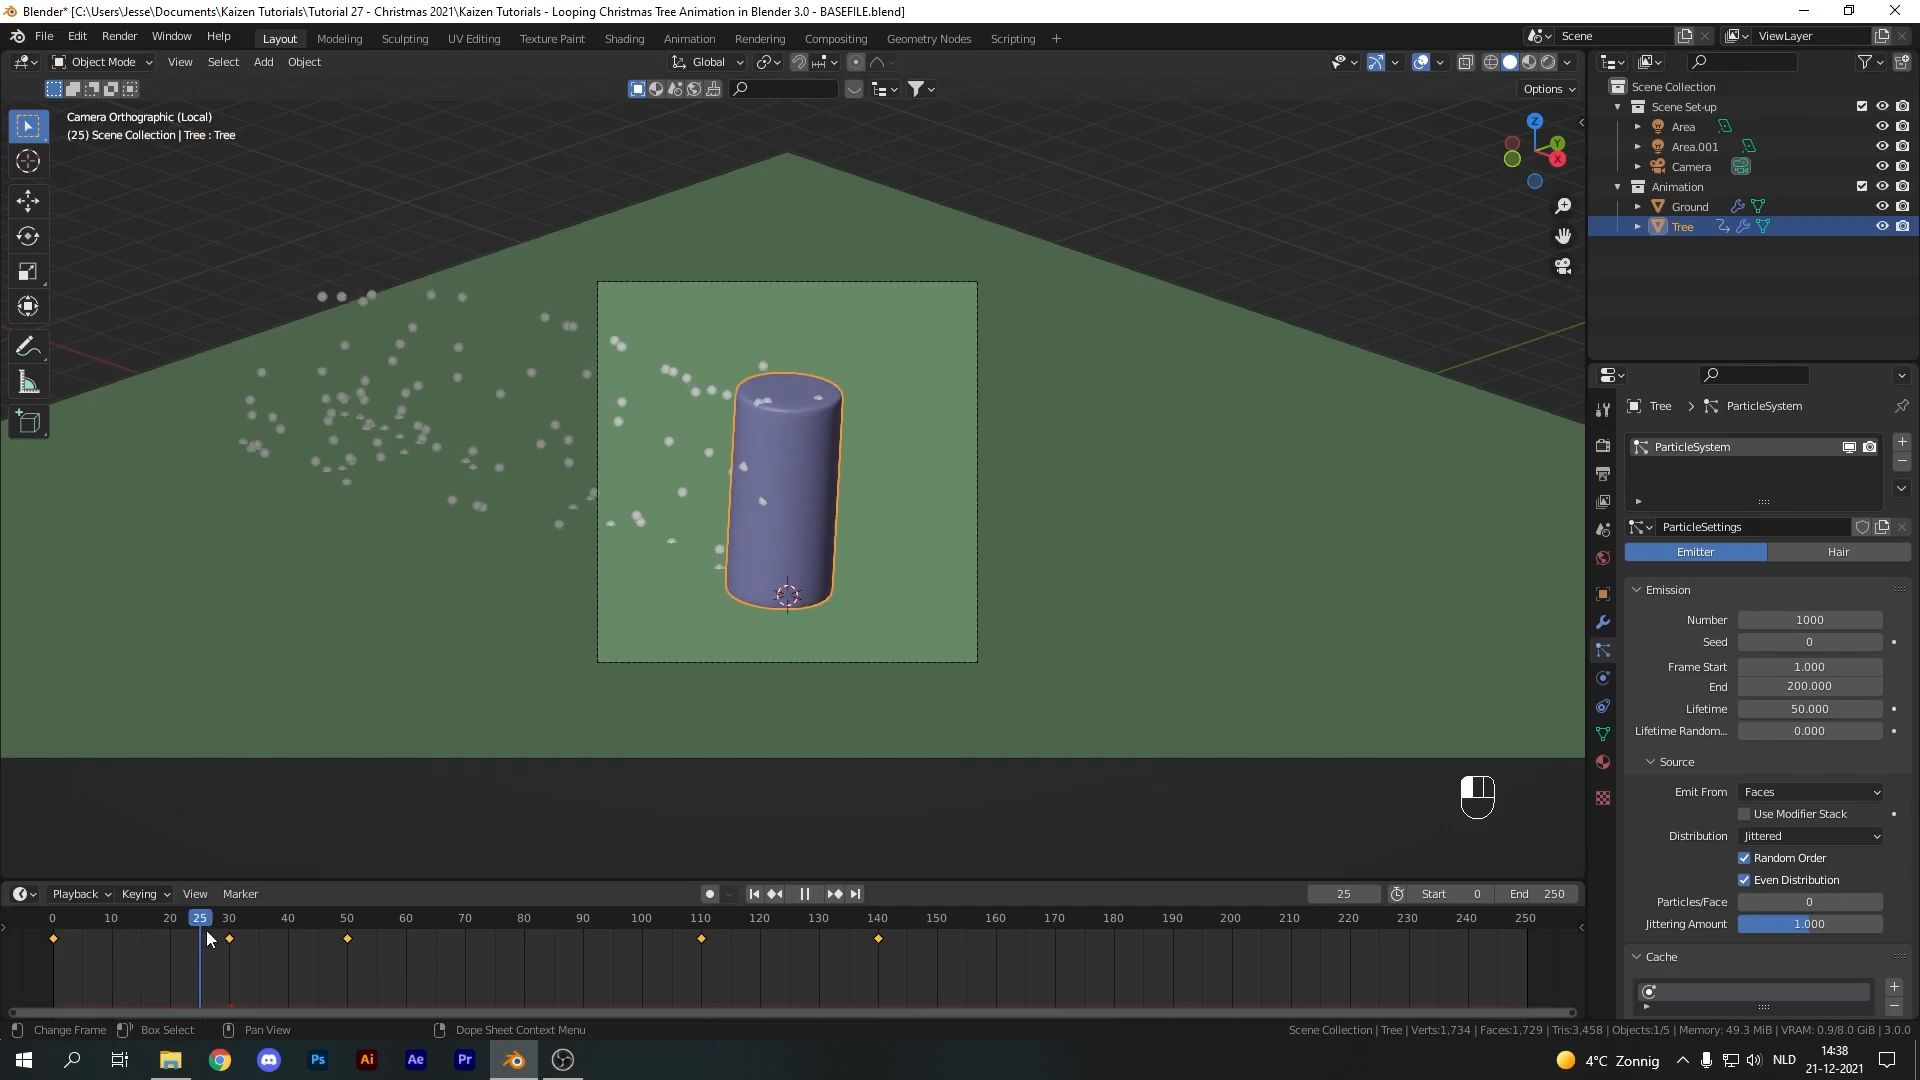 Blender* [C:\Users\Jesse\Documents\Kaizen Tutorials\Tutorial 27 - Christmas 2021\Kaizen Tutorials - Looping Christmas Tree Animation in Blender 3.0 - BASEFILE.blend]
File Edit Render Window Help Layout Modeling Sculpting UV Editing Texture Paint Shading Animation Rendering Compositing Geometry Nodes Scripting + Scene ViewLayer
Object Mode View Select Add Object Global
Options
Camera Orthographic (Local)
(25) Scene Collection | Tree : Tree
Z
Y
X
Scene Collection
Scene Set-up
Area
Area.001
Camera
Animation
Ground
Tree
Tree ParticleSystem
ParticleSystem
ParticleSettings
Emitter Hair
Emission
Number 1000
Seed 0
Frame Start 1.000
End 200.000
Lifetime 50.000
Lifetime Random... 0.000
Source
Emit From Faces
Use Modifier Stack
Distribution Jittered
Random Order
Even Distribution
Particles/Face 0
Jittering Amount 1.000
Cache
Playback Keying View Marker 25 Start 0 End 250
0 10 20 25 30 40 50 60 70 80 90 100 110 120 130 140 150 160 170 180 190 200 210 220 230 240 250
Change Frame Box Select Pan View Dope Sheet Context Menu Scene Collection | Tree | Verts:1,734 | Faces:1,729 | Tris:3,458 | Objects:1/5 | Memory: 49.3 MiB | VRAM: 0.9/8.0 GiB | 3.0.0
Ps Ai Ae Pr 4°C Zonnig NLD 14:38
21-12-2021